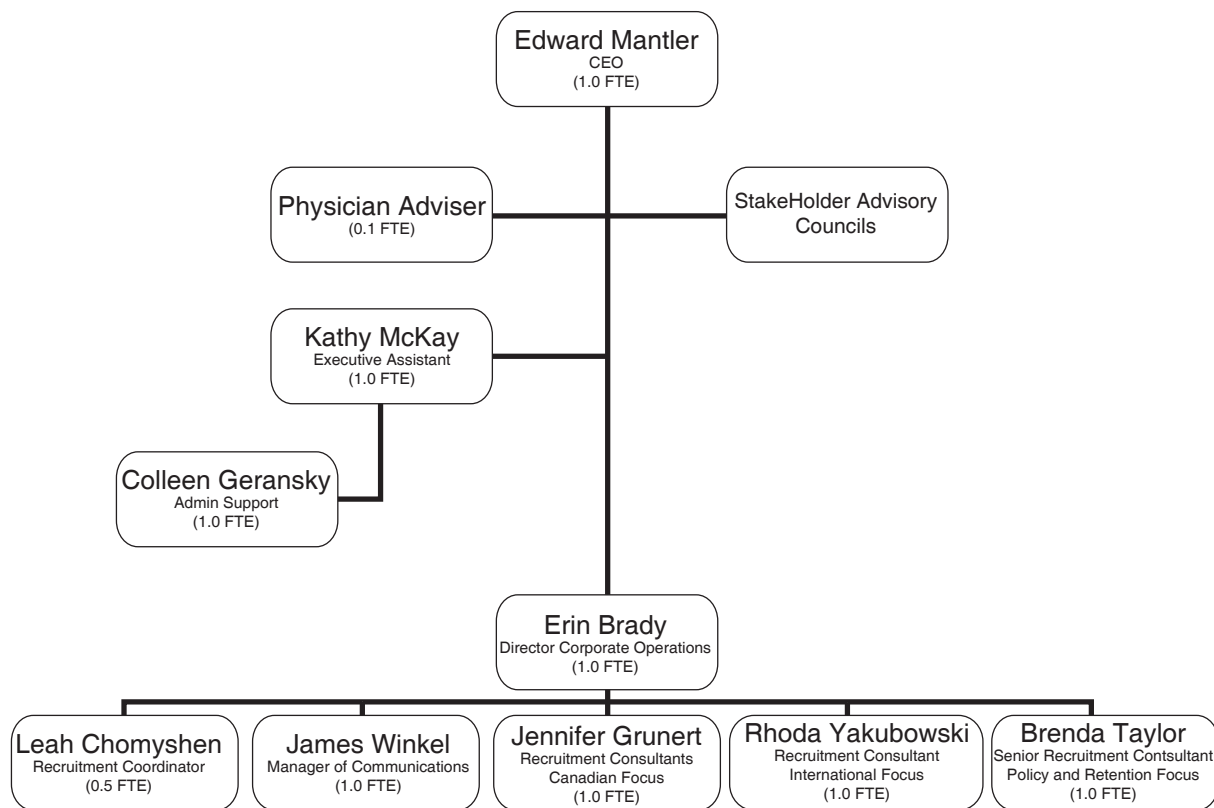 Edward Mantler
CEO
(1.0 FTE)
Physician Adviser
(0.1 FTE)
StakeHolder Advisory
Councils
Kathy McKay
Executive Assistant
(1.0 FTE)
Colleen Geransky
Admin Support
(1.0 FTE)
Erin Brady
Director Corporate Operations
(1.0 FTE)
Leah Chomyshen
Recruitment Coordinator
(0.5 FTE)
James Winkel
Manager of Communications
(1.0 FTE)
Jennifer Grunert
Recruitment Consultants
Canadian Focus
(1.0 FTE)
Rhoda Yakubowski
Recruitment Consultant
International Focus
(1.0 FTE)
Brenda Taylor
Senior Recruitment Contsultant
Policy and Retention Focus
(1.0 FTE)